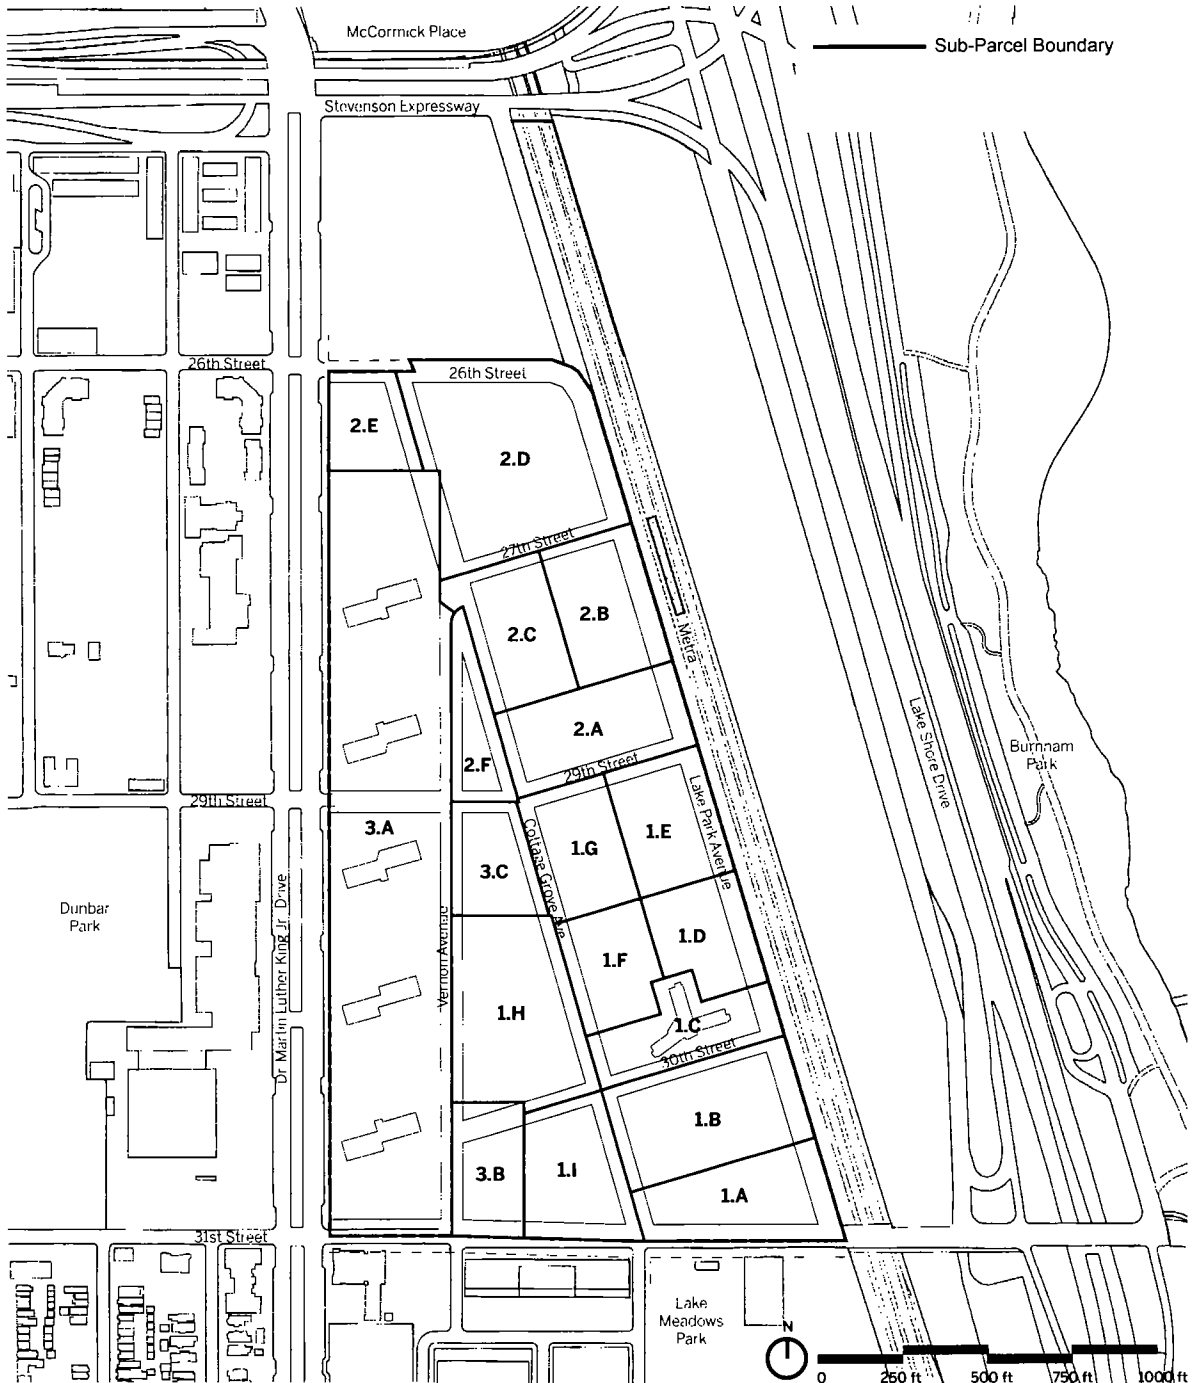 McCormick Place
Sub-Parcel Boundary
Stevenson Expressway
26th Street
26th Street
2.E
2.D
27th Street
2.C
2.B
Metra
2.A
2.F
29th Street
29th Street
Lake Shore Drive
Burnham
Park
3.A
3.C
1.G
1.E
Lake Park Avenue
Cottage Grove Ave
Dunbar
Park
Dr Martin Luther King Jr. Drive
Vernon Avenue
1.F
1.D
1.H
1.C
30th Street
1.B
3.B
1.I
1.A
31st Street
Lake
Meadows
Park
N
0 250 ft 500 ft 750 ft 1000 ft